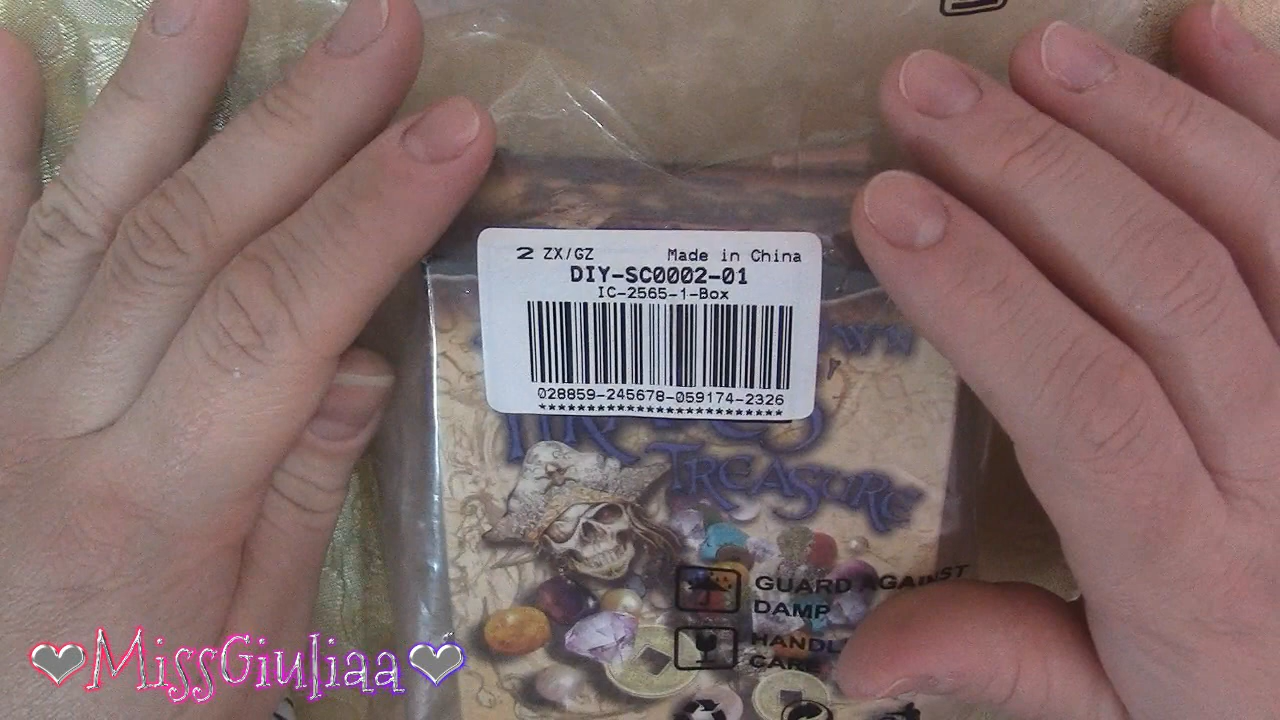 2 ZX/GZ Made in China
DIY-SC0002-01
IC-2565-1-Box
028859-245678-059174-2326
***********************
TREASURE
GUARD AGAINST
DAMP
❤MissGiuliaa❤